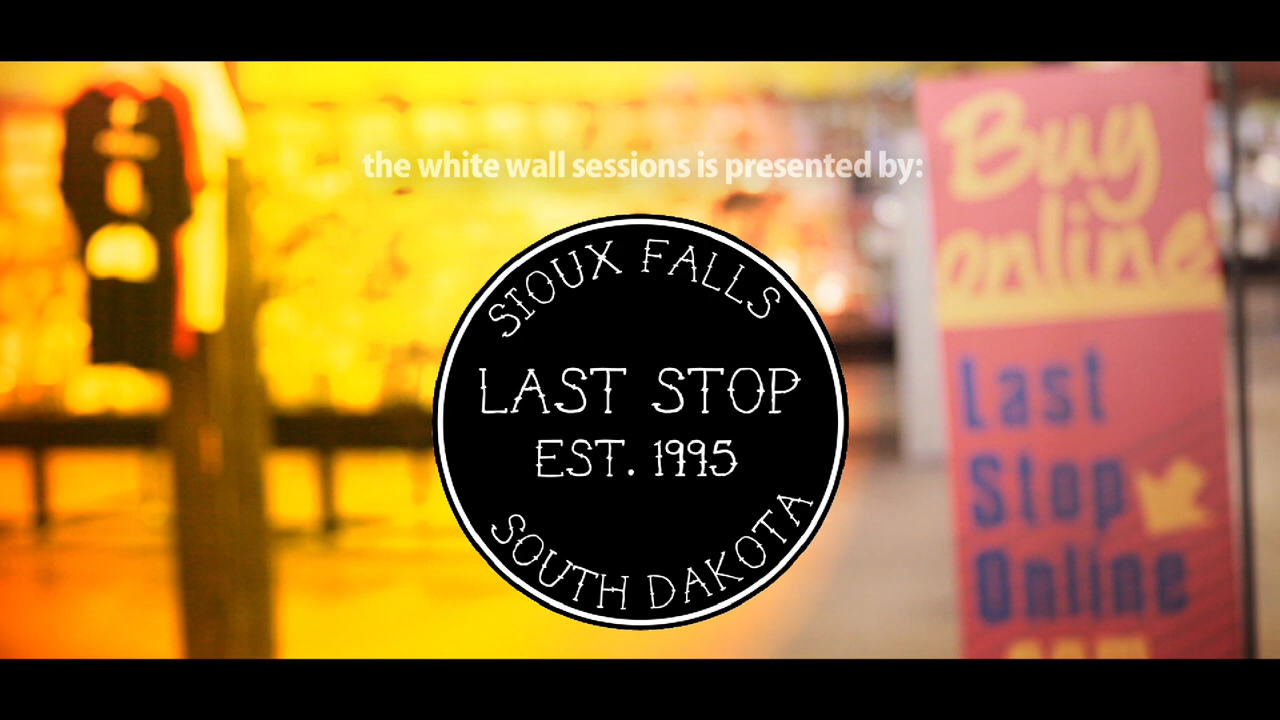 the white wall sessions is presented by:
SIOUX FALLS
LAST STOP
EST. 1995
SOUTH DAKOTA
Buy
online
Last
Stop
Online